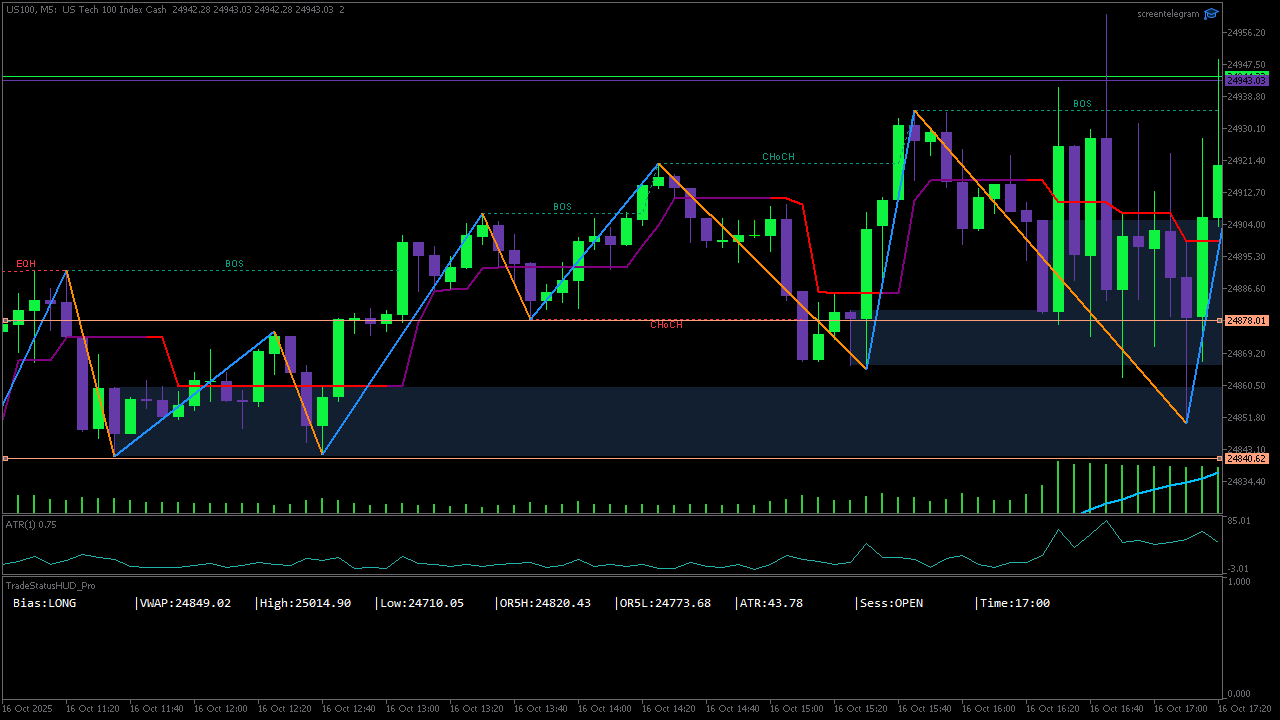 US100, M5: US Tech 100 Index Cash 24942.28 24943.03 24942.28 24943.03 2
screentelegram
24956.20
24947.50
24943.03
24938.80
BOS
24930.10
CHoCH
24921.40
24912.70
BOS
24904.00
EQH
BOS
24895.30
24886.60
24878.01
CHoCH
24869.20
24860.50
24851.80
24843.10
24840.62
24834.40
ATR(1) 0.75
85.01
-3.01
TradeStatusHUD_Pro
1.000
Bias:LONG |VWAP:24849.02 |High:25014.90 |Low:24710.05 |OR5H:24820.43 |OR5L:24773.68 |ATR:43.78 |Sess:OPEN |Time:17:00
0.000
16 Oct 2025 16 Oct 11:20 16 Oct 11:40 16 Oct 12:00 16 Oct 12:20 16 Oct 12:40 16 Oct 13:00 16 Oct 13:20 16 Oct 13:40 16 Oct 14:00 16 Oct 14:20 16 Oct 14:40 16 Oct 15:00 16 Oct 15:20 16 Oct 15:40 16 Oct 16:00 16 Oct 16:20 16 Oct 16:40 16 Oct 17:00 16 Oct 17:20